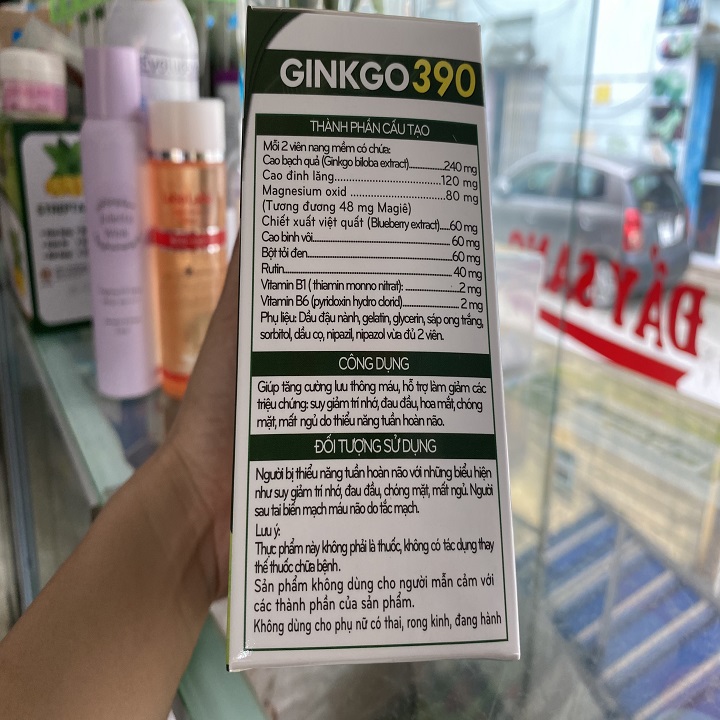 GINKGO390
THÀNH PHẦN CẤU TẠO
Mỗi 2 viên nang mềm có chứa:
Cao bạch quả (Ginkgo biloba extract)..................240 mg
Cao đinh lăng..............................120 mg
Magnesium oxid ..........................80 mg
(Tương đương 48 mg Magiê)
Chiết xuất việt quất (Blueberry extract).....60 mg
Cao bình vôi.......................................60 mg
Bột tỏi đen.........................................60 mg
Rutin..................................................40 mg
Vitamin B1 ( thiamin monno nitrat): ....................2 mg
Vitamin B6 (pyridoxin hydro clorid)....................2 mg
Phụ liệu: Dầu đậu nành, gelatin, glycerin, sáp ong trắng,
sorbitol, dầu cọ, nipazil, nipazol vừa đủ 2 viên.
CÔNG DỤNG
Giúp tăng cường lưu thông máu, hỗ trợ làm giảm các
triệu chứng: suy giảm trí nhớ, đau đầu, hoa mắt, chóng
mặt, mất ngủ do thiểu năng tuần hoàn não.
ĐỐI TƯỢNG SỬ DỤNG
Người bị thiểu năng tuần hoàn não với những biểu hiện
như suy giảm trí nhớ, đau đầu, chóng mặt, mất ngủ. Người
sau tai biến mạch máu não do tắc mạch.
Lưu ý:
Thực phẩm này không phải là thuốc, không có tác dụng thay
thế thuốc chữa bệnh.
Sản phẩm không dùng cho người mẫn cảm với
các thành phần của sản phẩm.
Không dùng cho phụ nữ có thai, rong kinh, đang hành
ĐẨY SANG